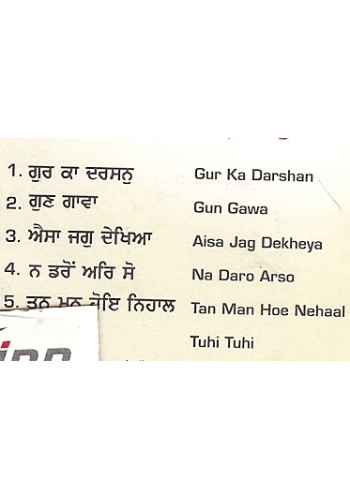 1. ਗੁਰ ਕਾ ਦਰਸਨੁ Gur Ka Darshan
2. ਗੁਣ ਗਾਵਾ Gun Gawa
3. ਐਸਾ ਜਗੁ ਦੇਖਿਆ Aisa Jag Dekheya
4. ਨ ਡਰੋਂ ਅਰਿ ਸੋ Na Daro Arso
5. ਤਨ ਮਨ ਹੋਇ ਨਿਹਾਲ Tan Man Hoe Nehaal
Tuhi Tuhi